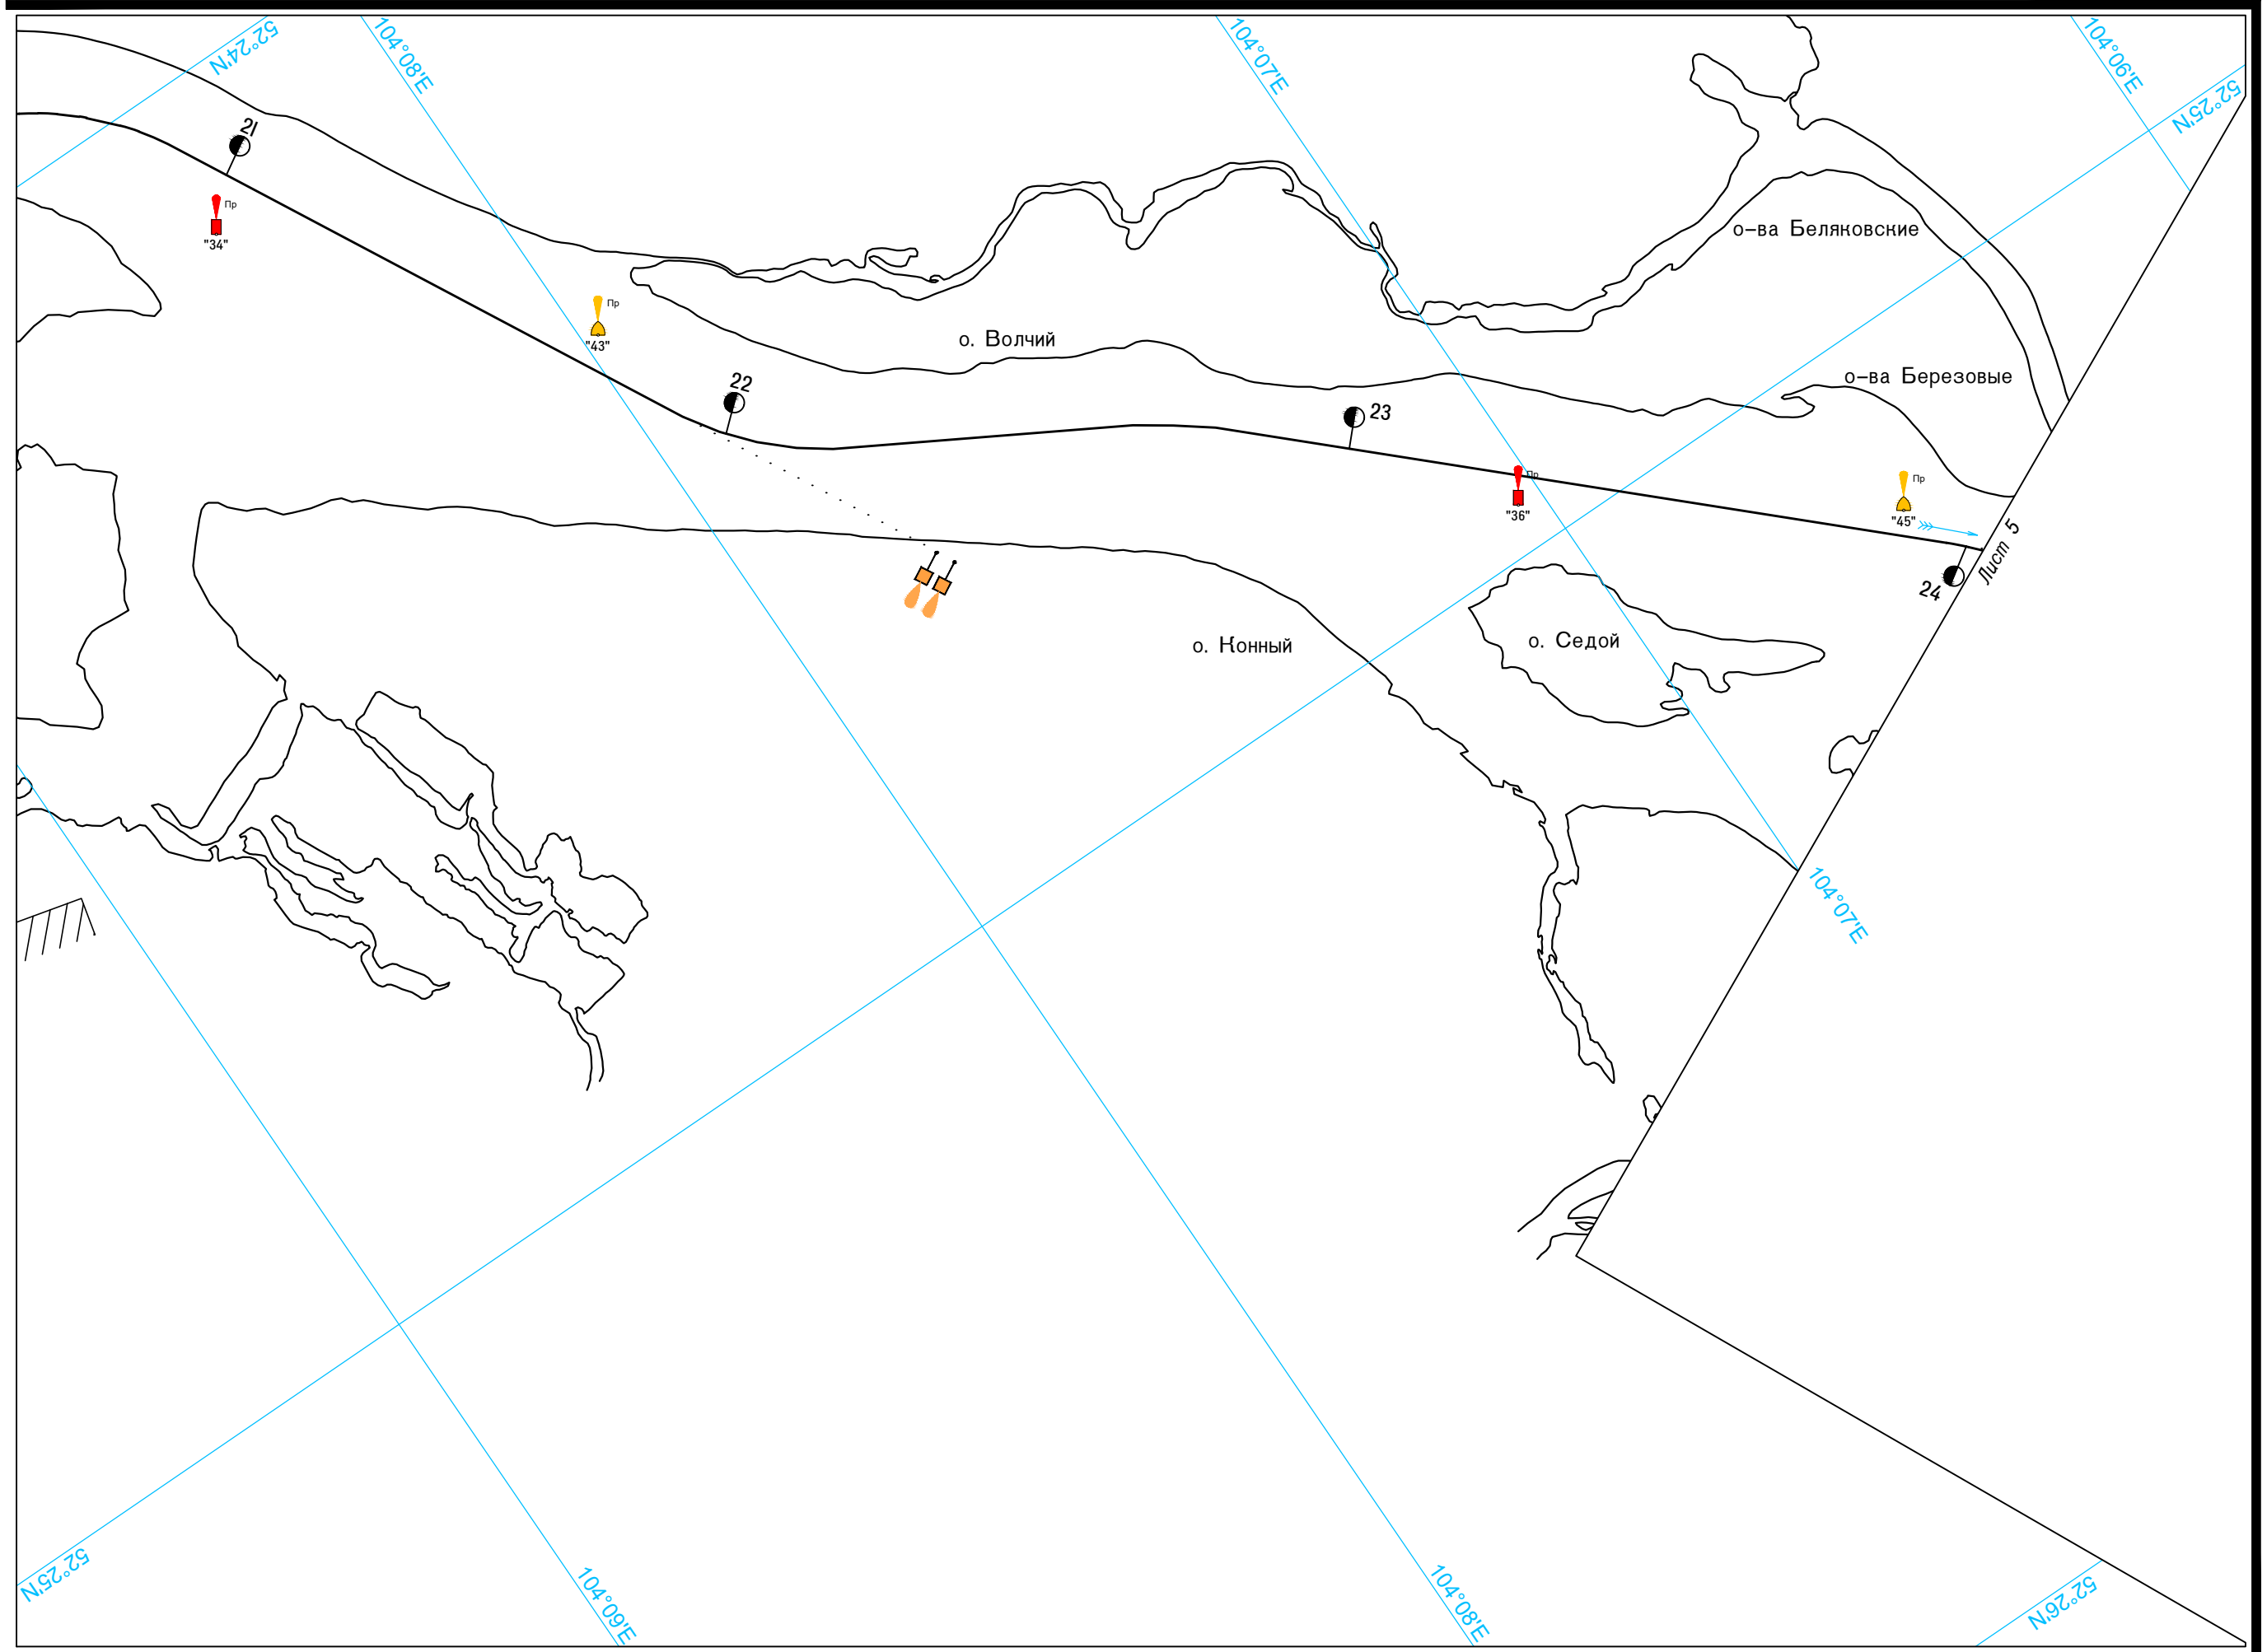 52°24'N
104°08'E
104°07'E
104°06'E
52°25'N
21
Пр
"34"
о-ва Беляковские
Пр
"43"
о. Волчий
22
о-ва Березовые
23
Пр
"36"
Пр
"45"
Лист 5
24
о. Конный
о. Седой
104°07'E
52°25'N
104°09'E
104°08'E
52°26'N